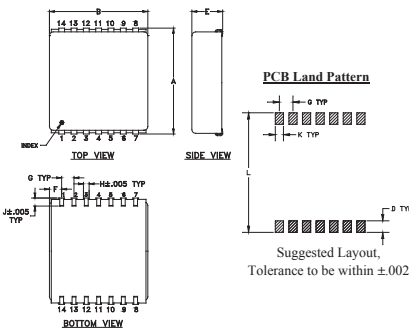 B
E
14 13 12 11 10 9 8
A
INDEX
1 2 3 4 5 6 7
TOP VIEW
SIDE VIEW
PCB Land Pattern
G TYP
K TYP
L
D TY
Suggested Layout,
Tolerance to be within ±.002
G TYP
H±.005 TYP
F
J±.005
TYP
1 2 3 4 5 6 7
14 13 12 11 10 9 8
BOTTOM VIEW